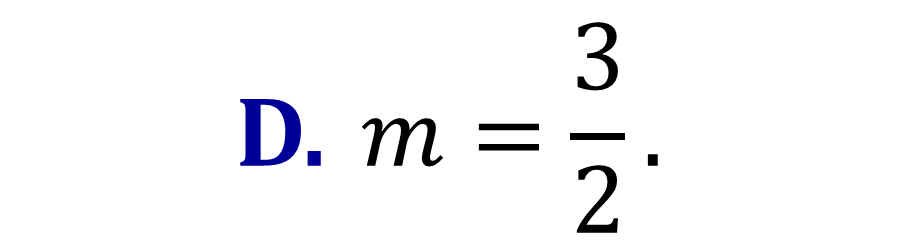 D. m = 3/2.